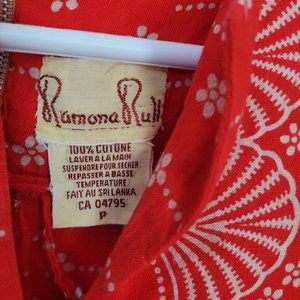 Ramona Rull
100% COTONE
LAVER A LA MAIN
SUSPENDRE POUR SECHER
REPASSER A BASSE
TEMPERATURE
FAIT AU SRI LANKA
CA 04795
P